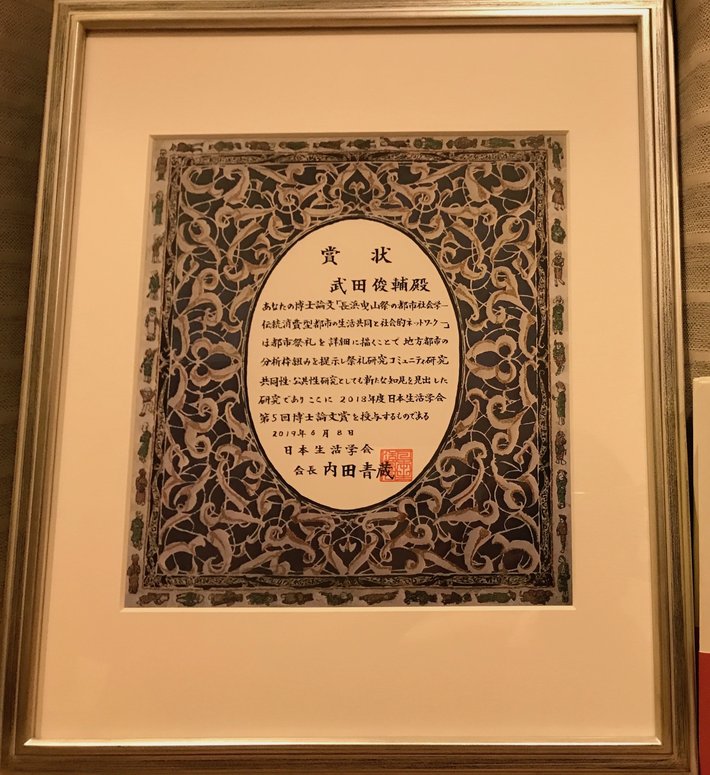 賞状
武田俊輔殿
あなたの博士論文「長浜曳山祭の都市社会学ー
伝統消費型都市の生活共同と社会的ネットワーク」
は都市祭礼を詳細に描くことで地方都市の
分析枠組みを提示し祭礼研究コミュニティ研究
共同性・公共性研究としても新たな知見を見出した
研究でありここに2018年度日本生活学会
第5回博士論文賞を授与するものである
2019年6月8日
日本生活学会
会長 内田青蔵